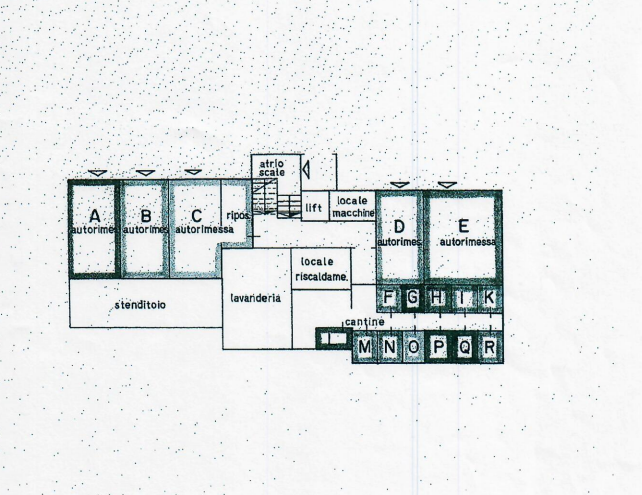 atrio
scale
A
autorimes
B
autorimes
C
autorimessa
ripos
lift
locale
macchine
D
autorimes
E
autorimessa
locale
riscaldame.
lavanderia
stenditoio
F G H I K
cantine
M N O P Q R